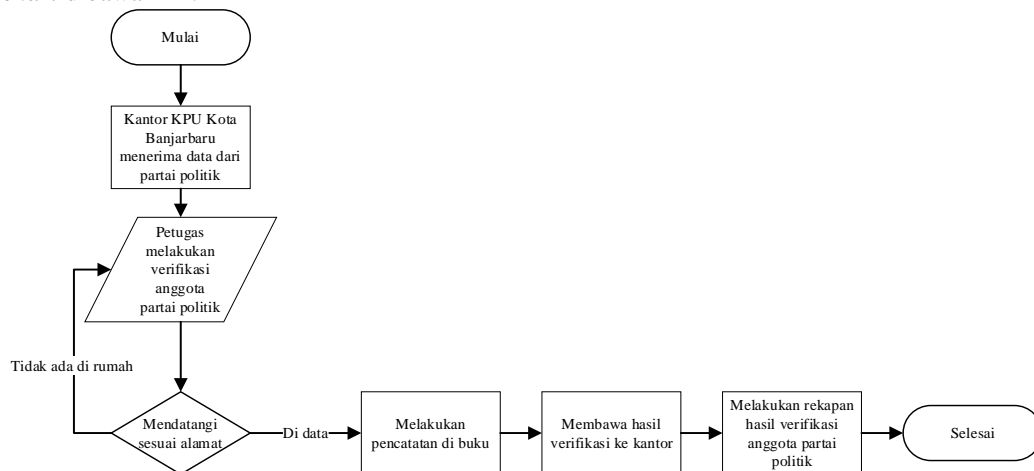 Mulai
Kantor KPU Kota
Banjarbaru
menerima data dari
partai politik
Petugas
melakukan
verifikasi
anggota
partai politik
Tidak ada di rumah
Mendatangi
sesuai alamat
Di data
Melakukan
pencatatan di buku
Membawa hasil
verifikasi ke kantor
Melakukan rekapan
hasil verifikasi
anggota partai
politik
Selesai